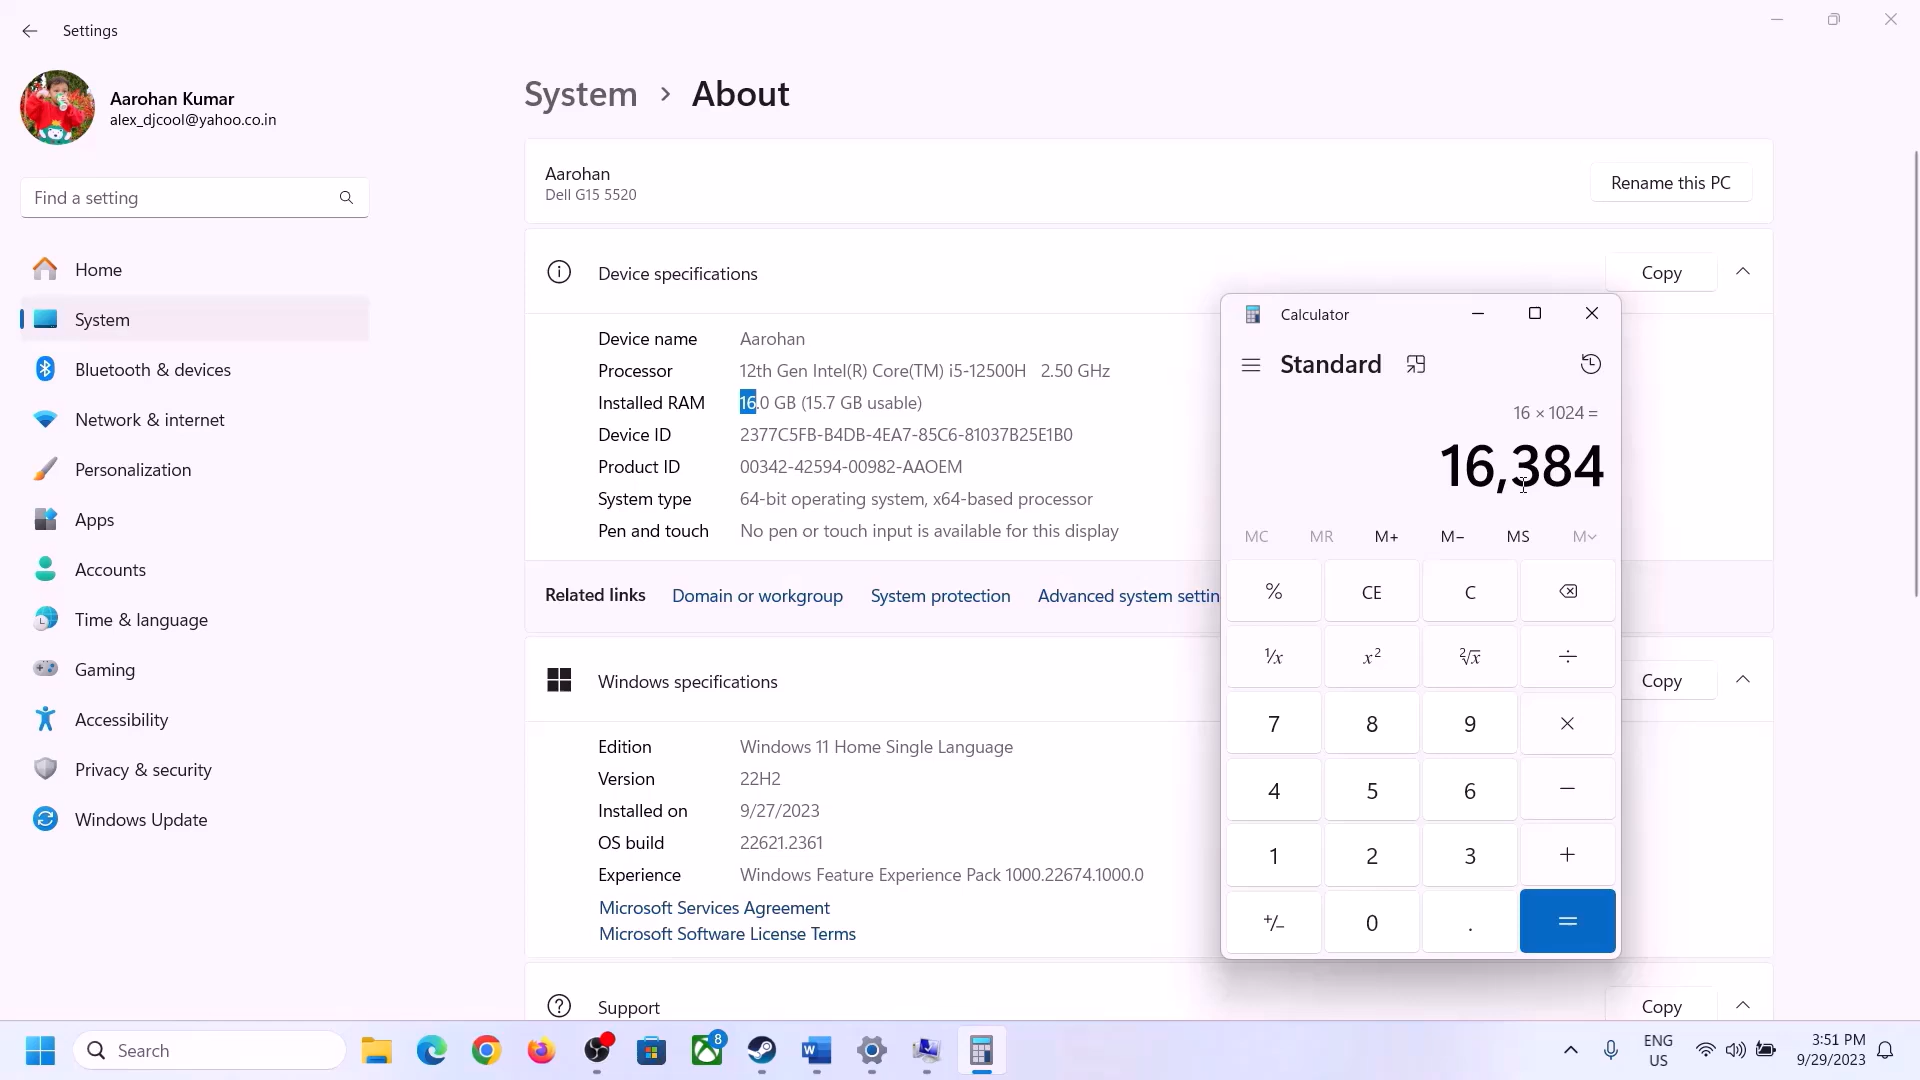 Settings
Aarohan Kumar
alex_djcool@yahoo.co.in
Find a setting
Home
System
Bluetooth & devices
Network & internet
Personalization
Apps
Accounts
Time & language
Gaming
Accessibility
Privacy & security
Windows Update
System > About
Aarohan
Dell G15 5520
Rename this PC
Device specifications
Copy
Device name Aarohan
Processor 12th Gen Intel(R) Core(TM) i5-12500H 2.50 GHz
Installed RAM 16.0 GB (15.7 GB usable)
Device ID 2377C5FB-B4DB-4EA7-85C6-81037B25E1B0
Product ID 00342-42594-00982-AAOEM
System type 64-bit operating system, x64-based processor
Pen and touch No pen or touch input is available for this display
Related links Domain or workgroup System protection Advanced system settin
Windows specifications
Copy
Edition Windows 11 Home Single Language
Version 22H2
Installed on 9/27/2023
OS build 22621.2361
Experience Windows Feature Experience Pack 1000.22674.1000.0
Microsoft Services Agreement
Microsoft Software License Terms
Support
Copy
Calculator
Standard
16 × 1024 =
16,384
MC MR M+ M− MS M
% CE C
⅟x x² ²√x ÷
7 8 9 ×
4 5 6 −
1 2 3 +
+/− 0 . =
Search
8
ENG
US
3:51 PM
9/29/2023